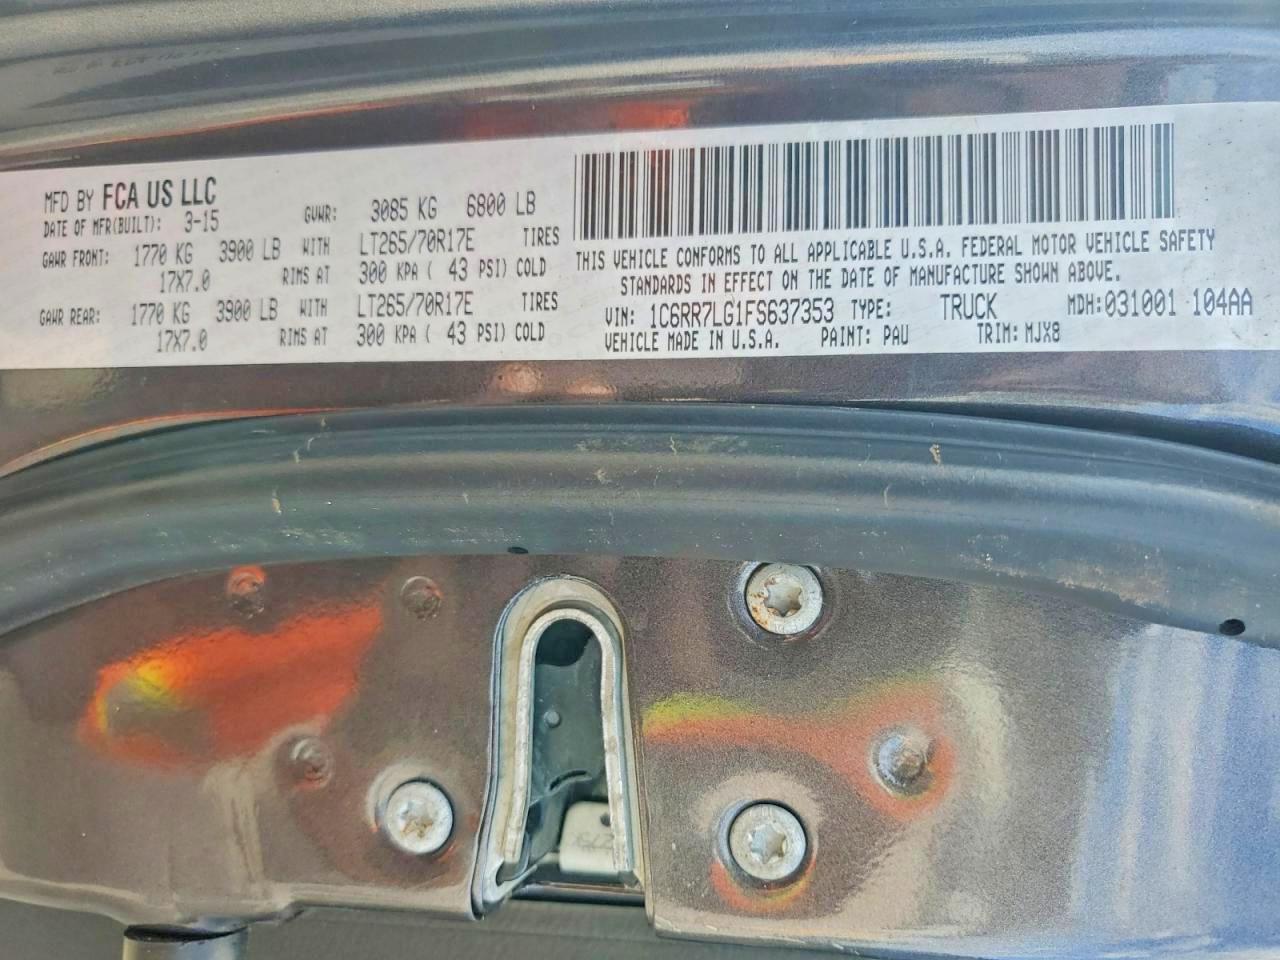 MFD BY FCA US LLC
DATE OF MFR(BUILT): 3-15
GVWR: 3085 KG 6800 LB
GAWR FRONT: 1770 KG 3900 LB WITH LT265/70R17E TIRES
17X7.0 RIMS AT 300 KPA ( 43 PSI) COLD
GAWR REAR: 1770 KG 3900 LB WITH LT265/70R17E TIRES
17X7.0 RIMS AT 300 KPA ( 43 PSI) COLD
THIS VEHICLE CONFORMS TO ALL APPLICABLE U.S.A. FEDERAL MOTOR VEHICLE SAFETY
STANDARDS IN EFFECT ON THE DATE OF MANUFACTURE SHOWN ABOVE.
VIN: 1C6RR7LG1FS637353 TYPE: TRUCK MDH:031001 104AA
VEHICLE MADE IN U.S.A. PAINT: PAU TRIM: MJX8